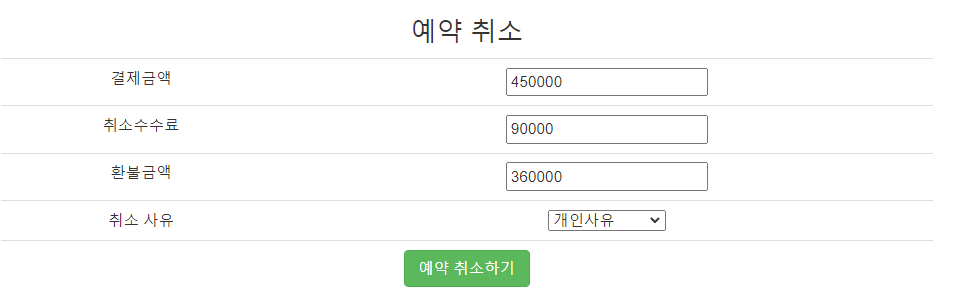 예약 취소
결제금액 450000
취소수수료 90000
환불금액 360000
취소 사유 개인사유
예약 취소하기